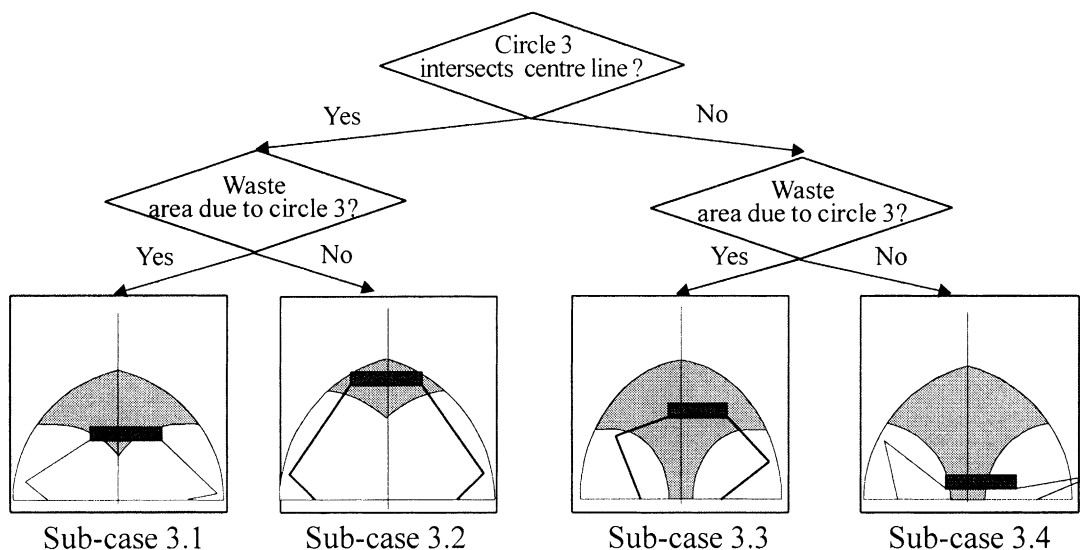 Circle 3
intersects centre line ?
Yes
No
Waste
area due to circle 3?
Waste
area due to circle 3?
Yes
No
Yes
No
Sub-case 3.1
Sub-case 3.2
Sub-case 3.3
Sub-case 3.4